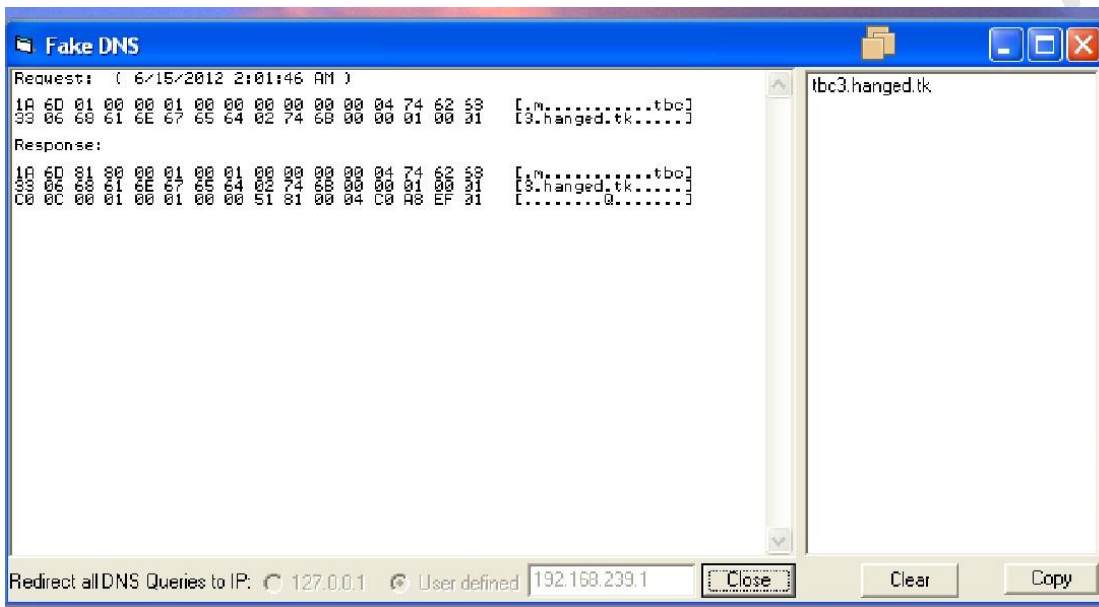 Fake DNS
Request: ( 6/15/2012 2:01:46 AM )
1A 6D 01 00 00 01 00 00 00 00 00 00 04 74 62 63 [.m...........tbc]
33 06 68 61 6E 67 65 64 02 74 6B 00 00 01 00 01 [3.hanged.tk.....]
Response:
1A 6D 81 80 00 01 00 01 00 00 00 00 04 74 62 63 [.m...........tbc]
33 06 68 61 6E 67 65 64 02 74 6B 00 00 01 00 01 [3.hanged.tk.....]
C0 0C 00 01 00 01 00 00 51 81 00 04 C0 A8 EF 01 [........Q.......]
tbc3.hanged.tk
Redirect all DNS Queries to IP: 127.0.0.1 User defined 192.168.239.1 Close Clear Copy